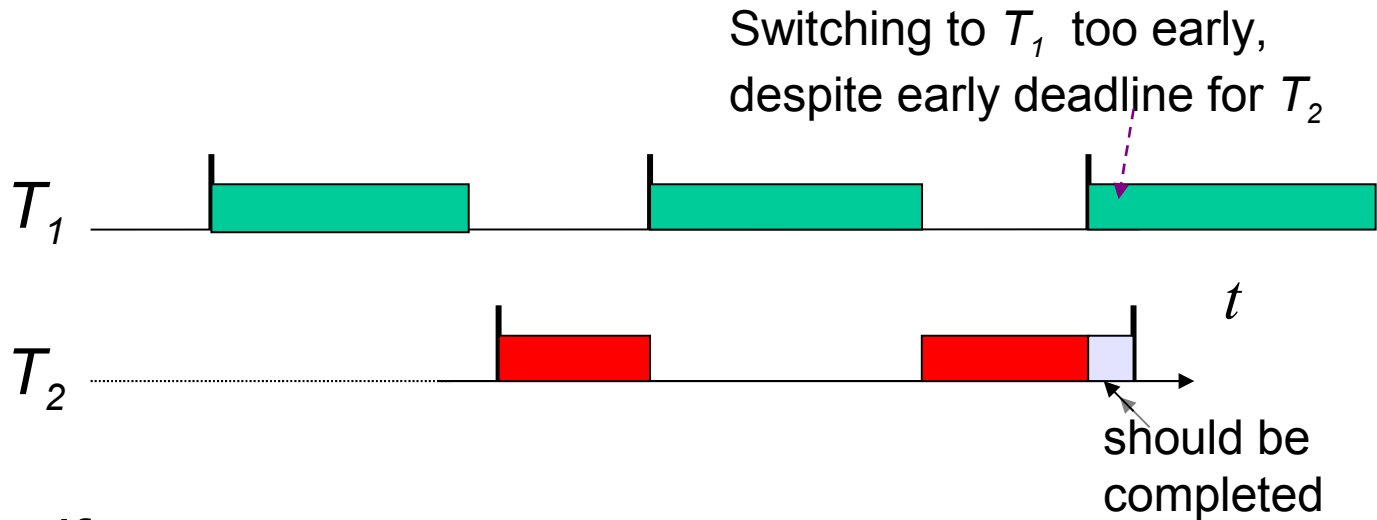 Switching to T₁ too early,
despite early deadline for T₂
T₁
t
T₂
should be
completed